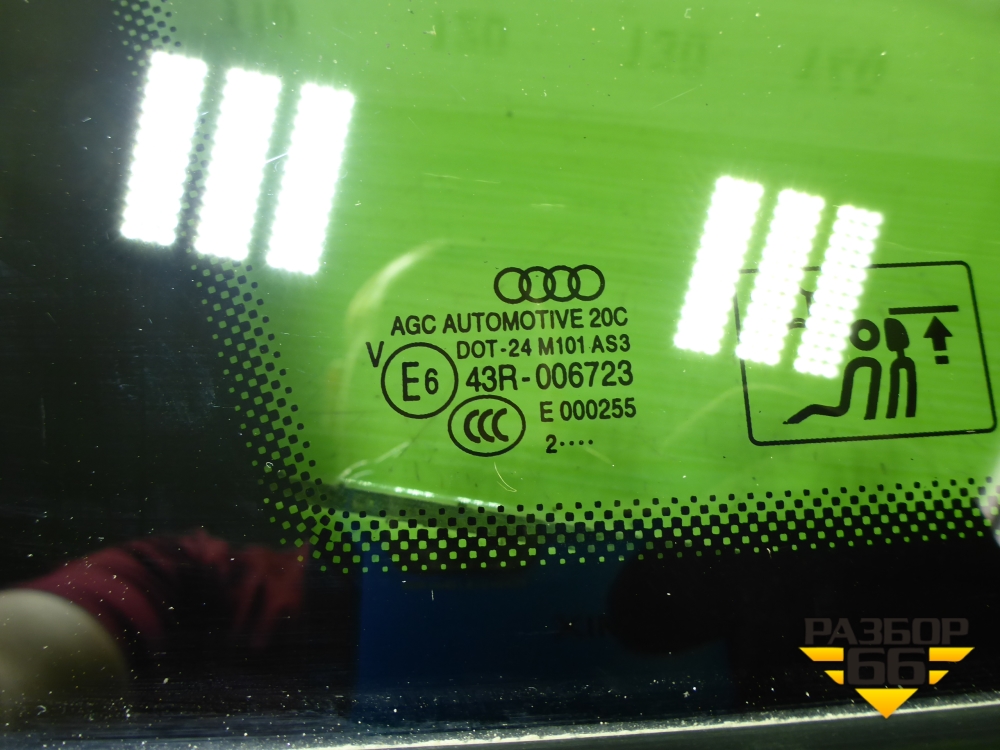 AGC AUTOMOTIVE 20C
DOT-24 M101 AS3
V
E6 43R-006723
CCC
E 000255
2····
РАЗБОР
66